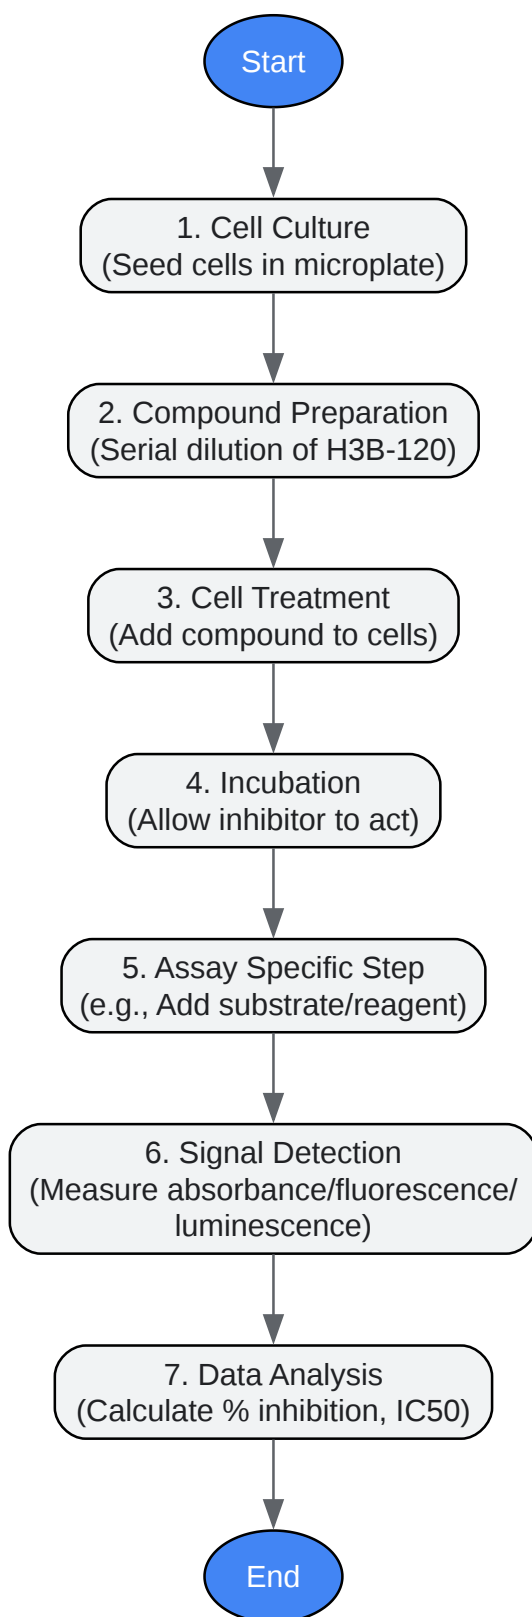 Start
1. Cell Culture
(Seed cells in microplate)
2. Compound Preparation
(Serial dilution of H3B-120)
3. Cell Treatment
(Add compound to cells)
4. Incubation
(Allow inhibitor to act)
5. Assay Specific Step
(e.g., Add substrate/reagent)
6. Signal Detection
(Measure absorbance/fluorescence/
luminescence)
7. Data Analysis
(Calculate % inhibition, IC50)
End